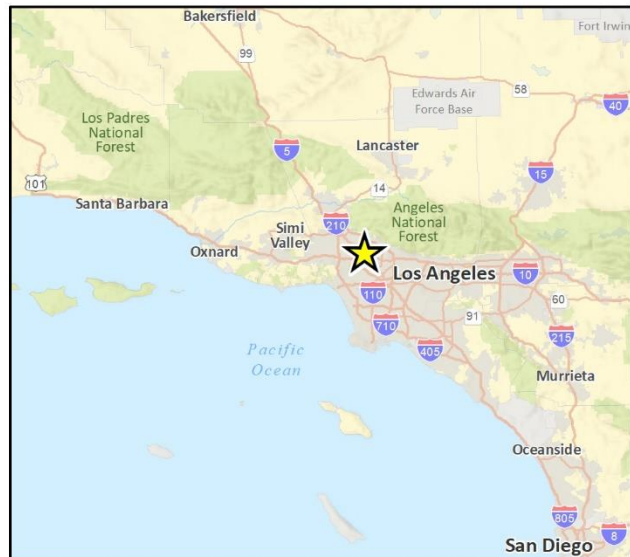 Bakersfield
Fort Irwin
99
58
Edwards Air
Force Base
40
Los Padres
National
Forest
5
Lancaster
15
101
14
Santa Barbara
210
Angeles
National
Forest
Simi
Valley
Oxnard
Los Angeles
10
110
60
91
710
215
405
Pacific
Ocean
Murrieta
Oceanside
805
8
San Diego